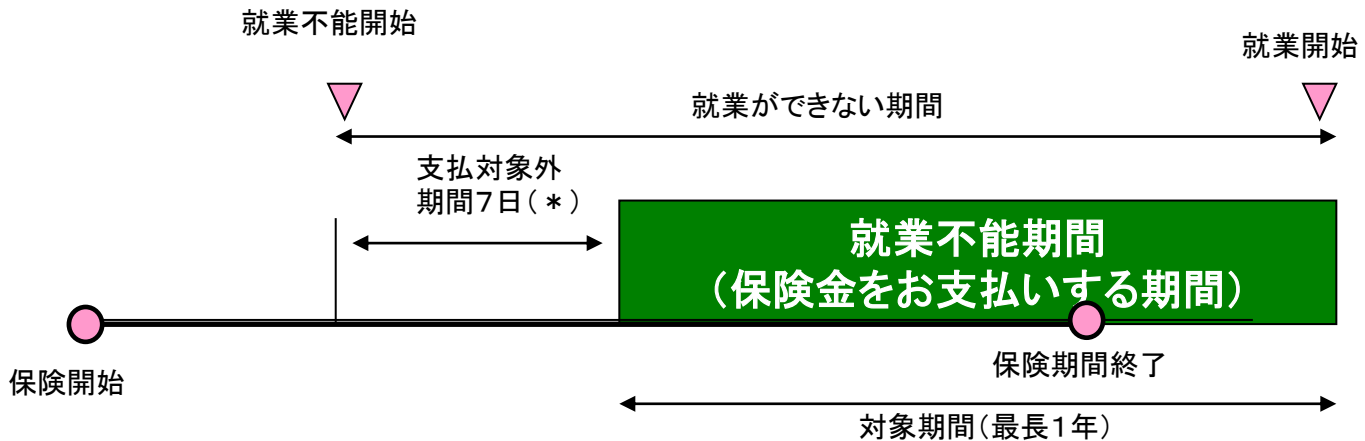 就業不能開始
就業開始
就業ができない期間
支払対象外
期間７日（＊）
就業不能期間
（保険金をお支払いする期間）
保険期間終了
保険開始
対象期間（最長１年）